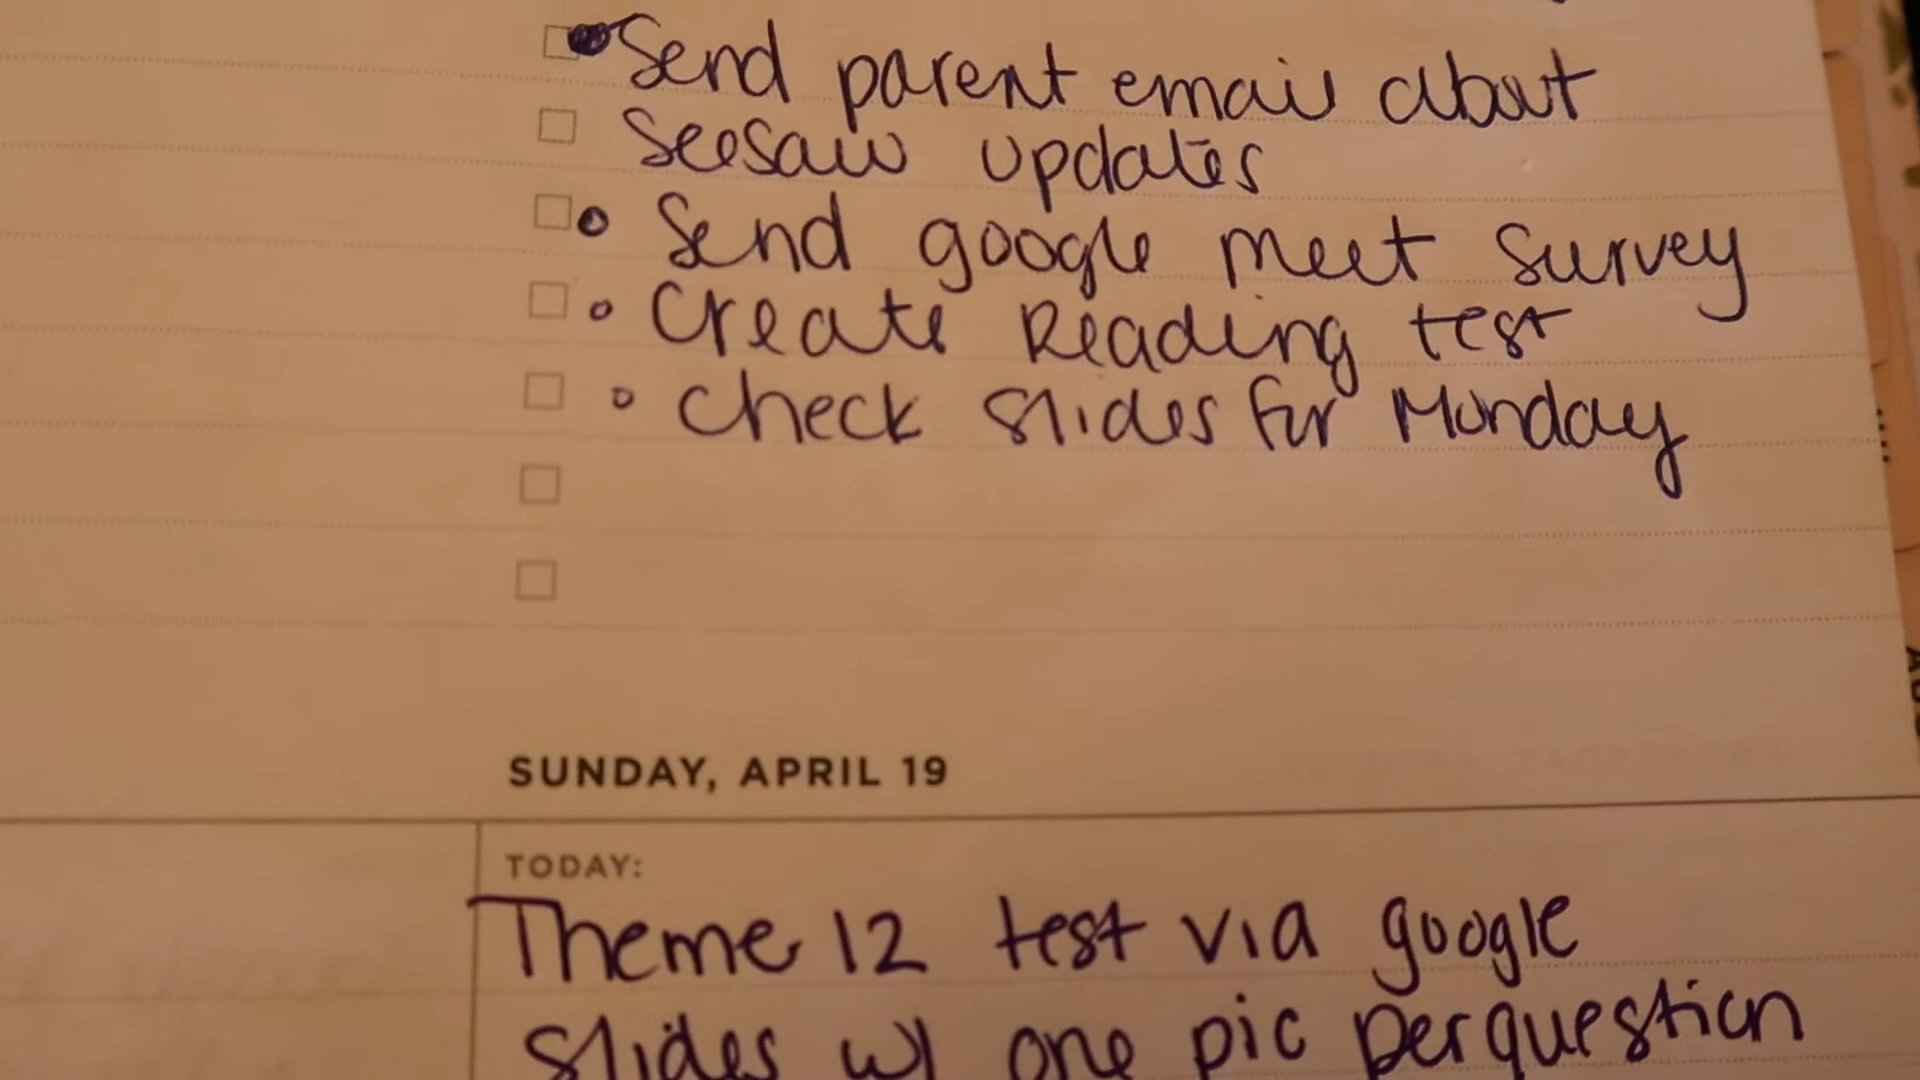 Send parent email about
Seesaw updates
Send google meet survey
Create Reading test
Check slides for Monday
SUNDAY, APRIL 19
TODAY:
Theme 12 test via google
slides w/ one pic per question